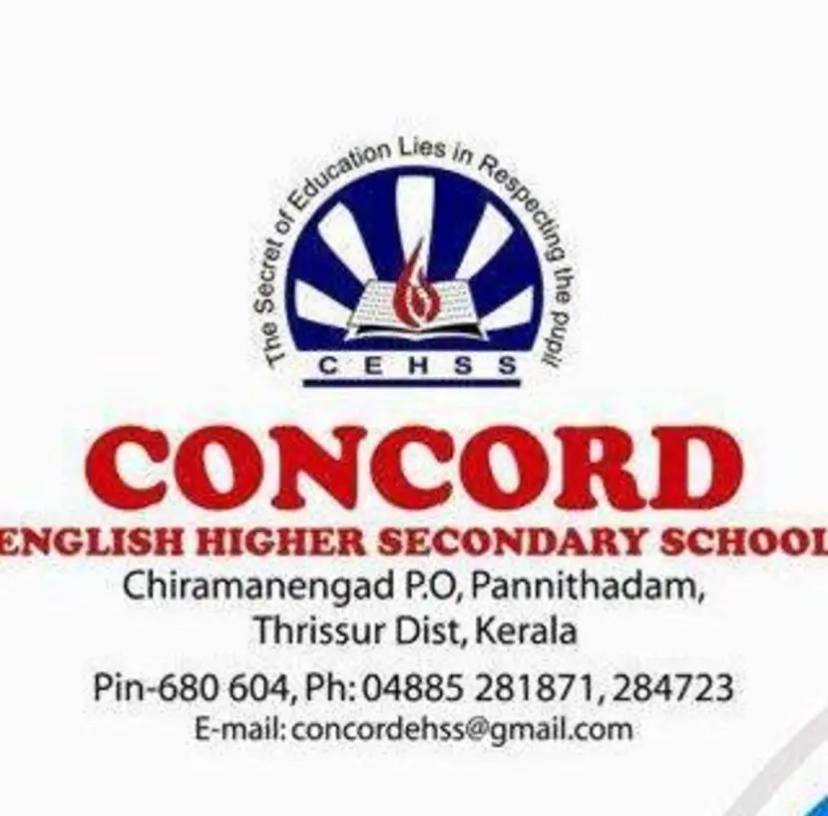 The Secret of Education Lies in Respecting the pupil
C E H S S
CONCORD
ENGLISH HIGHER SECONDARY SCHOOL
Chiramanengad P.O, Pannithadam,
Thrissur Dist, Kerala
Pin-680 604, Ph: 04885 281871, 284723
E-mail: concordehss@gmail.com